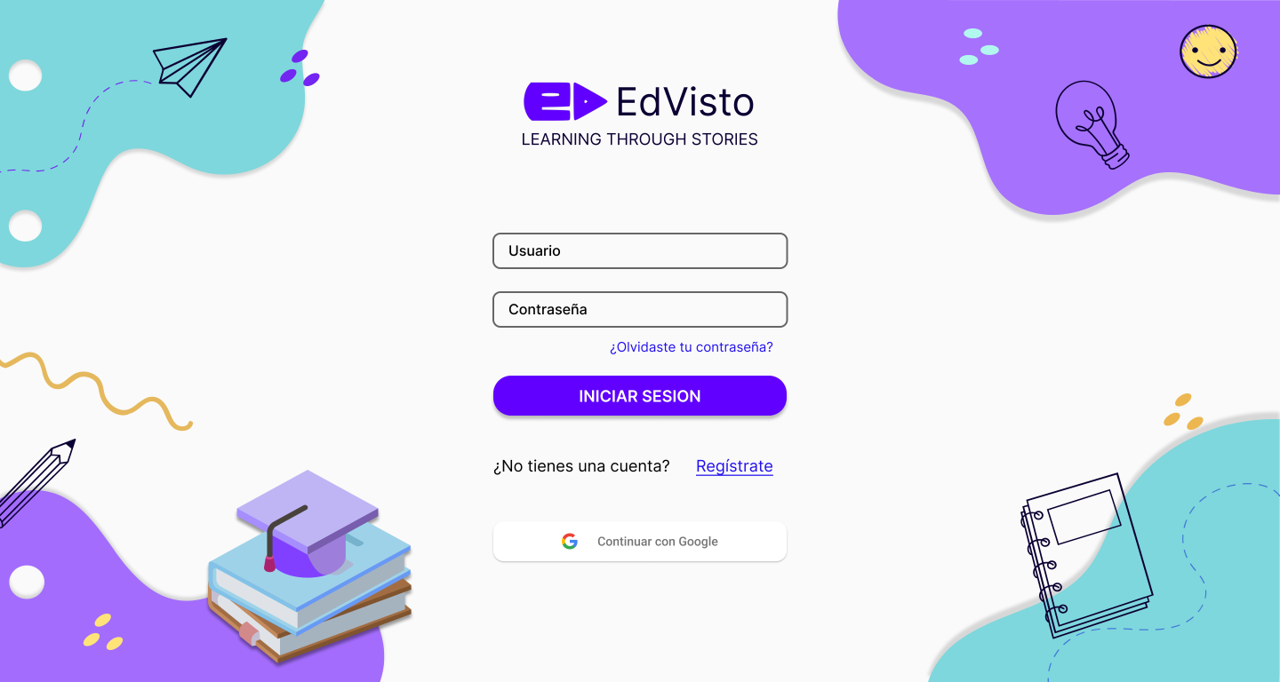 EdVisto
LEARNING THROUGH STORIES
Usuario
Contraseña
¿Olvidaste tu contraseña?
INICIAR SESION
¿No tienes una cuenta? Regístrate
Continuar con Google